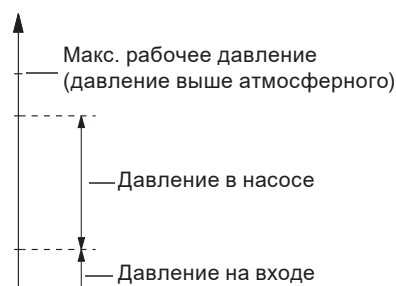 Макс. рабочее давление
(давление выше атмосферного)
Давление в насосе
Давление на входе